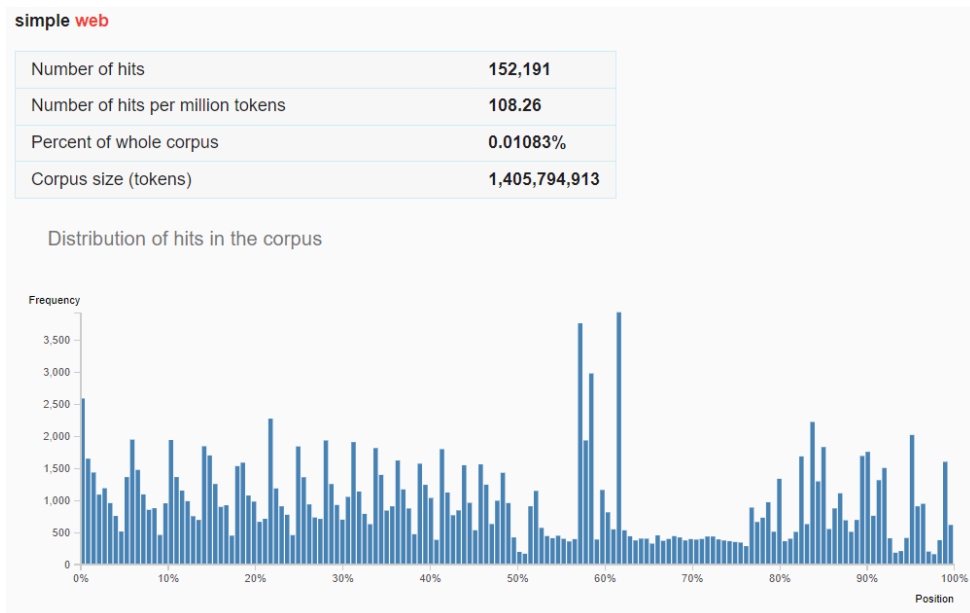 simple web
Number of hits 152,191
Number of hits per million tokens 108.26
Percent of whole corpus 0.01083%
Corpus size (tokens) 1,405,794,913
Distribution of hits in the corpus
Frequency
3,500
3,000
2,500
2,000
1,500
1,000
500
0
0% 10% 20% 30% 40% 50% 60% 70% 80% 90% 100%
Position